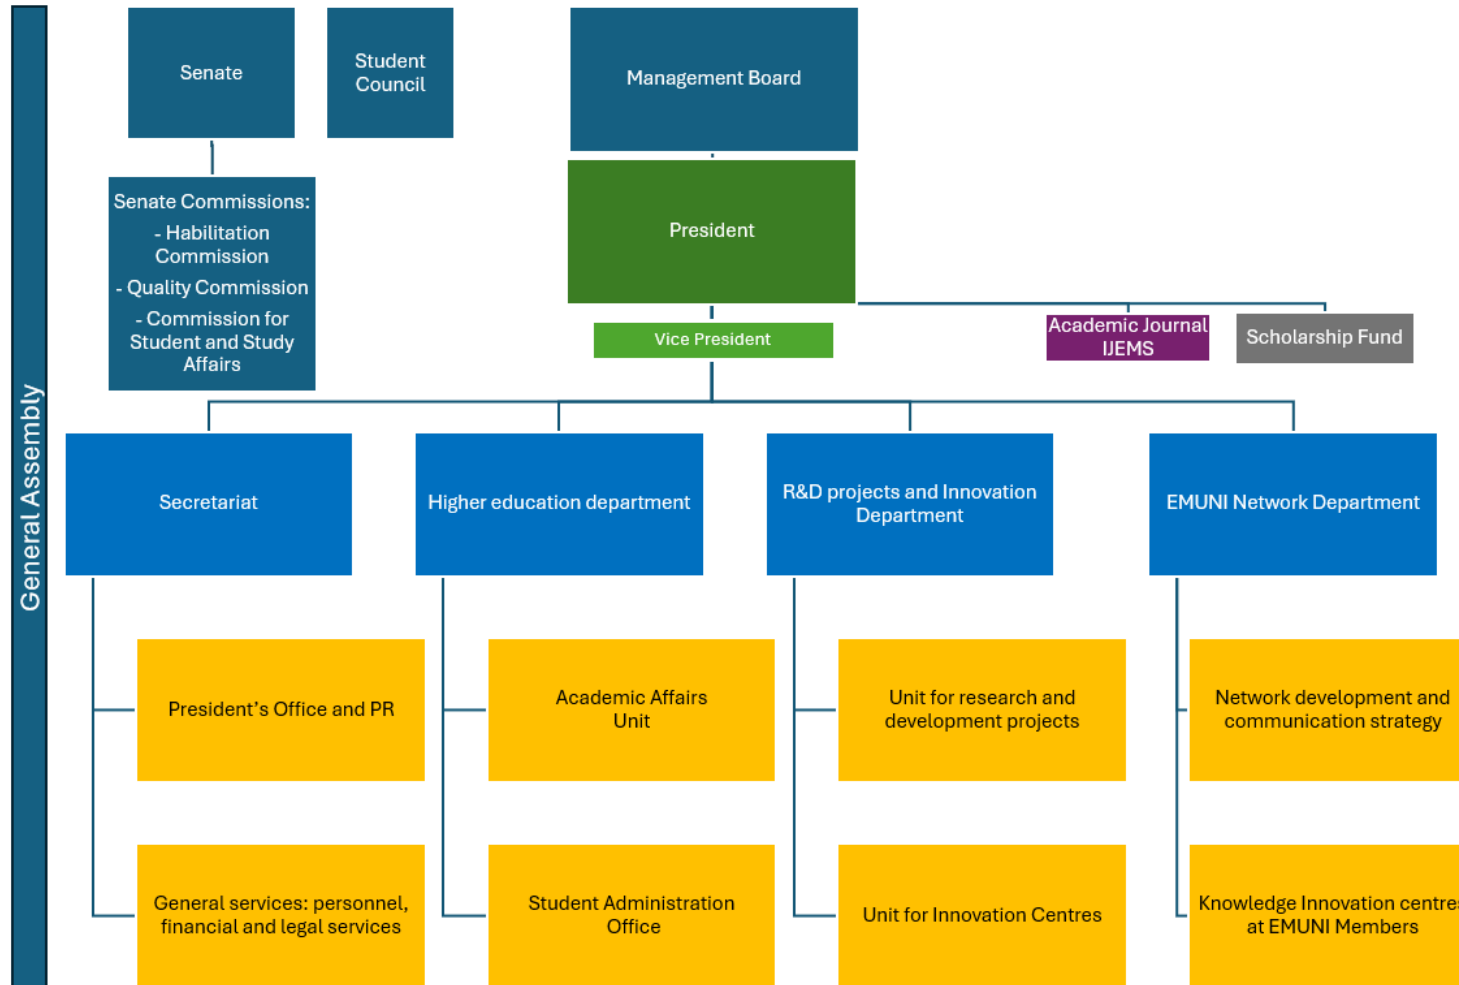 General Assembly
Senate
Student
Council
Management Board
Senate Commissions:
- Habilitation
Commission
- Quality Commission
- Commission for
Student and Study
Affairs
President
Vice President
Academic Journal
IJEMS
Scholarship Fund
Secretariat
Higher education department
R&D projects and Innovation
Department
EMUNI Network Department
President’s Office and PR
Academic Affairs
Unit
Unit for research and
development projects
Network development and
communication strategy
General services: personnel,
financial and legal services
Student Administration
Office
Unit for Innovation Centres
Knowledge Innovation centres
at EMUNI Members